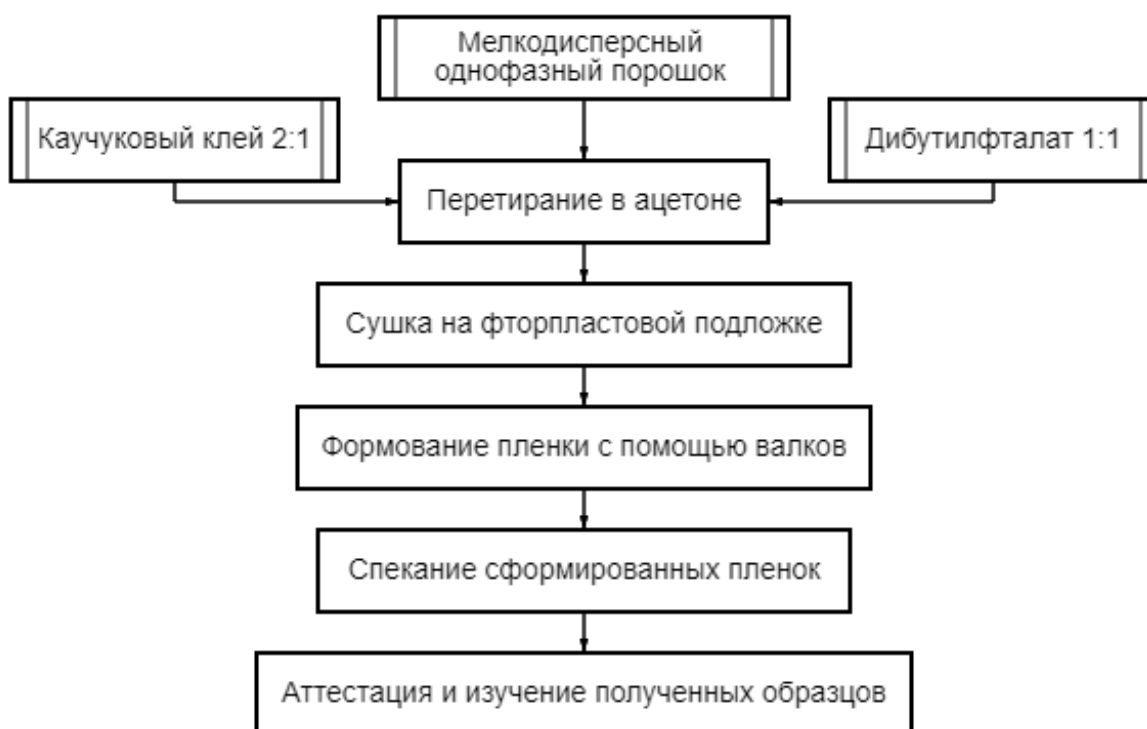 Мелкодисперсный
однофазный порошок
Каучуковый клей 2:1
Дибутилфталат 1:1
Перетирание в ацетоне
Сушка на фторпластовой подложке
Формование пленки с помощью валков
Спекание сформированных пленок
Аттестация и изучение полученных образцов